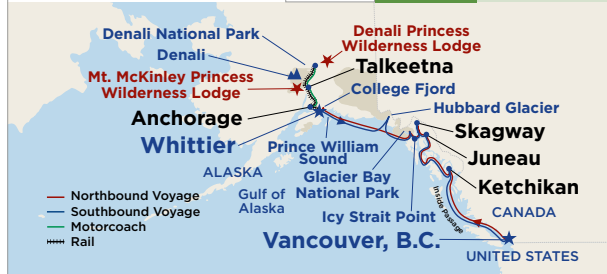 Denali National Park
Denali
Denali Princess
Wilderness Lodge
Mt. McKinley Princess
Wilderness Lodge
Talkeetna
College Fjord
Hubbard Glacier
Anchorage
Whittier
Skagway
Prince William
Sound
Juneau
ALASKA
Glacier Bay
National Park
Ketchikan
Gulf of
Alaska
Inside Passage
Icy Strait Point
CANADA
Northbound Voyage
Southbound Voyage
Motorcoach
Rail
Vancouver, B.C.
UNITED STATES